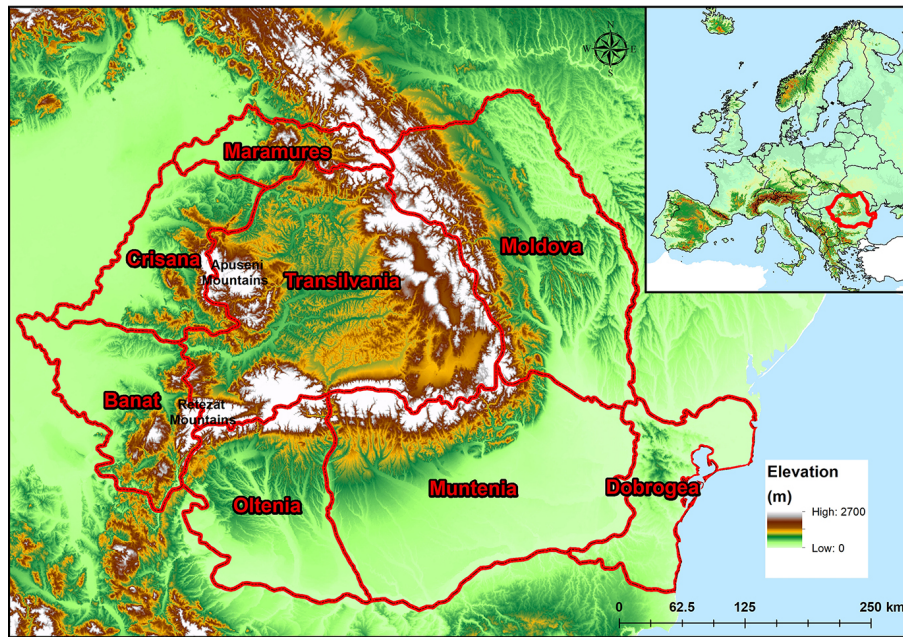 N
W E
S
Maramures
Crisana
Apuseni
Mountains
Transilvania
Moldova
Banat
Retezat
Mountains
Oltenia
Muntenia
Dobrogea
Elevation
(m)
High: 2700
Low: 0
0 62.5 125 250 km